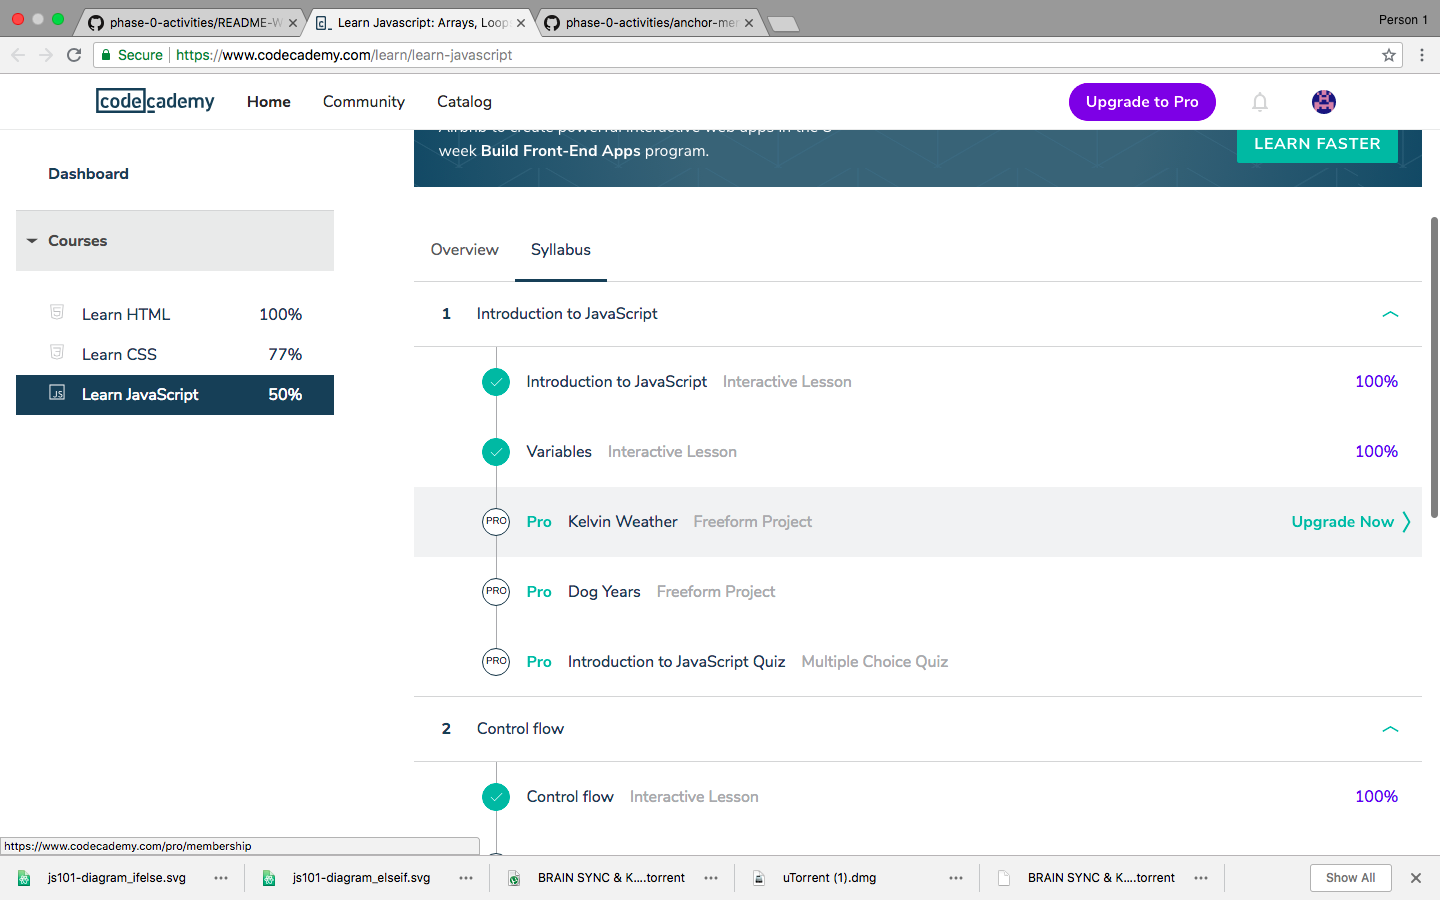 phase-0-activities/README-W
Learn Javascript: Arrays, Loop
phase-0-activities/anchor-me
Person 1
Secure https://www.codecademy.com/learn/learn-javascript
codecademy
Home
Community
Catalog
Upgrade to Pro
week Build Front-End Apps program.
LEARN FASTER
Dashboard
Courses
Learn HTML 100%
Learn CSS 77%
JS Learn JavaScript 50%
Overview
Syllabus
1 Introduction to JavaScript
Introduction to JavaScript Interactive Lesson 100%
Variables Interactive Lesson 100%
PRO Pro Kelvin Weather Freeform Project Upgrade Now
PRO Pro Dog Years Freeform Project
PRO Pro Introduction to JavaScript Quiz Multiple Choice Quiz
2 Control flow
Control flow Interactive Lesson 100%
https://www.codecademy.com/pro/membership
js101-diagram_ifelse.svg
js101-diagram_elseif.svg
BRAIN SYNC & K....torrent
uTorrent (1).dmg
BRAIN SYNC & K....torrent
Show All